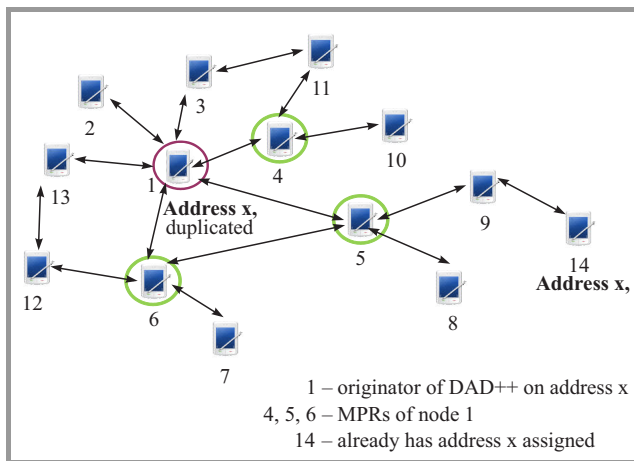 3
11
2
10
4
13
1
Address x,
duplicated
9
5
14
Address x,
12
6
8
7
1 – originator of DAD++ on address x
4, 5, 6 – MPRs of node 1
14 – already has address x assigned